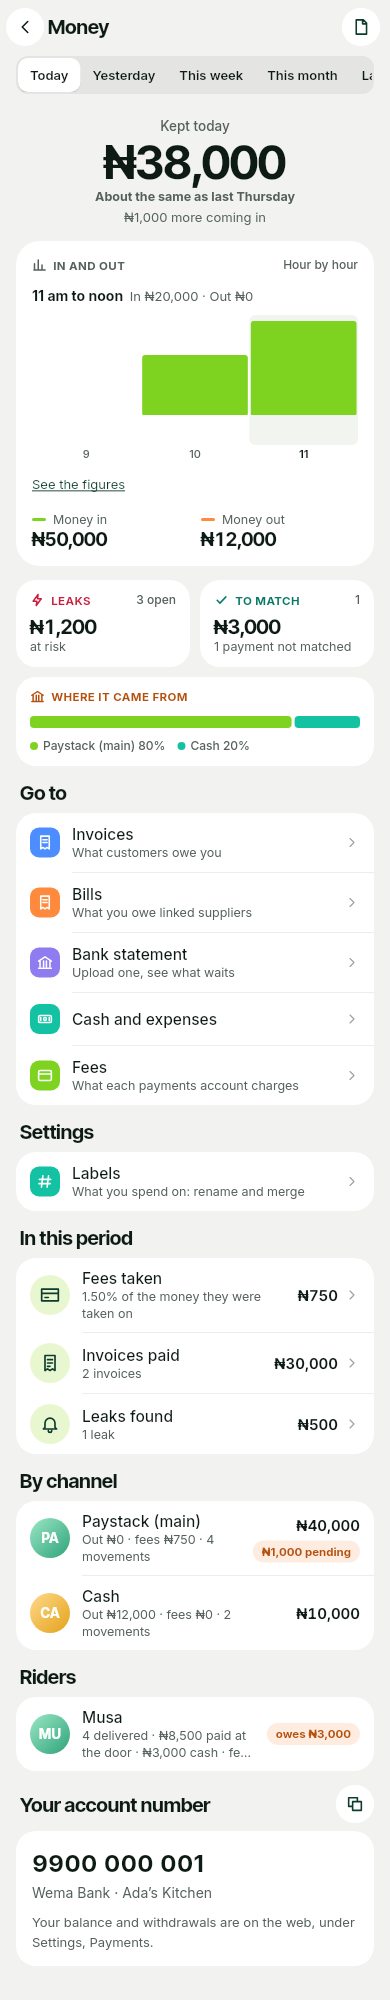 Money
Today Yesterday This week This month La
Kept today
₦38,000
About the same as last Thursday
₦1,000 more coming in
IN AND OUT Hour by hour
11 am to noon In ₦20,000 · Out ₦0
9 10 11
See the figures
Money in Money out
₦50,000 ₦12,000
LEAKS 3 open
₦1,200
at risk
TO MATCH 1
₦3,000
1 payment not matched
WHERE IT CAME FROM
Paystack (main) 80% Cash 20%
Go to
Invoices
What customers owe you
Bills
What you owe linked suppliers
Bank statement
Upload one, see what waits
Cash and expenses
Fees
What each payments account charges
Settings
Labels
What you spend on: rename and merge
In this period
Fees taken
1.50% of the money they were
taken on
₦750
Invoices paid
2 invoices
₦30,000
Leaks found
1 leak
₦500
By channel
PA
Paystack (main)
Out ₦0 · fees ₦750 · 4
movements
₦40,000
₦1,000 pending
CA
Cash
Out ₦12,000 · fees ₦0 · 2
movements
₦10,000
Riders
MU
Musa
4 delivered · ₦8,500 paid at
the door · ₦3,000 cash · fe…
owes ₦3,000
Your account number
9900 000 001
Wema Bank · Ada’s Kitchen
Your balance and withdrawals are on the web, under
Settings, Payments.